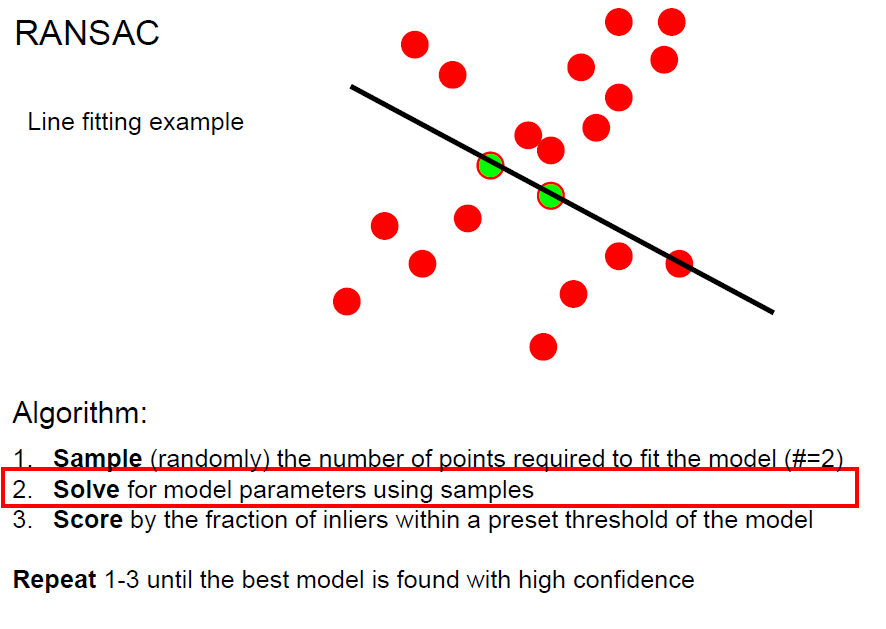 RANSAC
Line fitting example
Algorithm:
1. Sample (randomly) the number of points required to fit the model (#=2)
2. Solve for model parameters using samples
3. Score by the fraction of inliers within a preset threshold of the model
Repeat 1-3 until the best model is found with high confidence